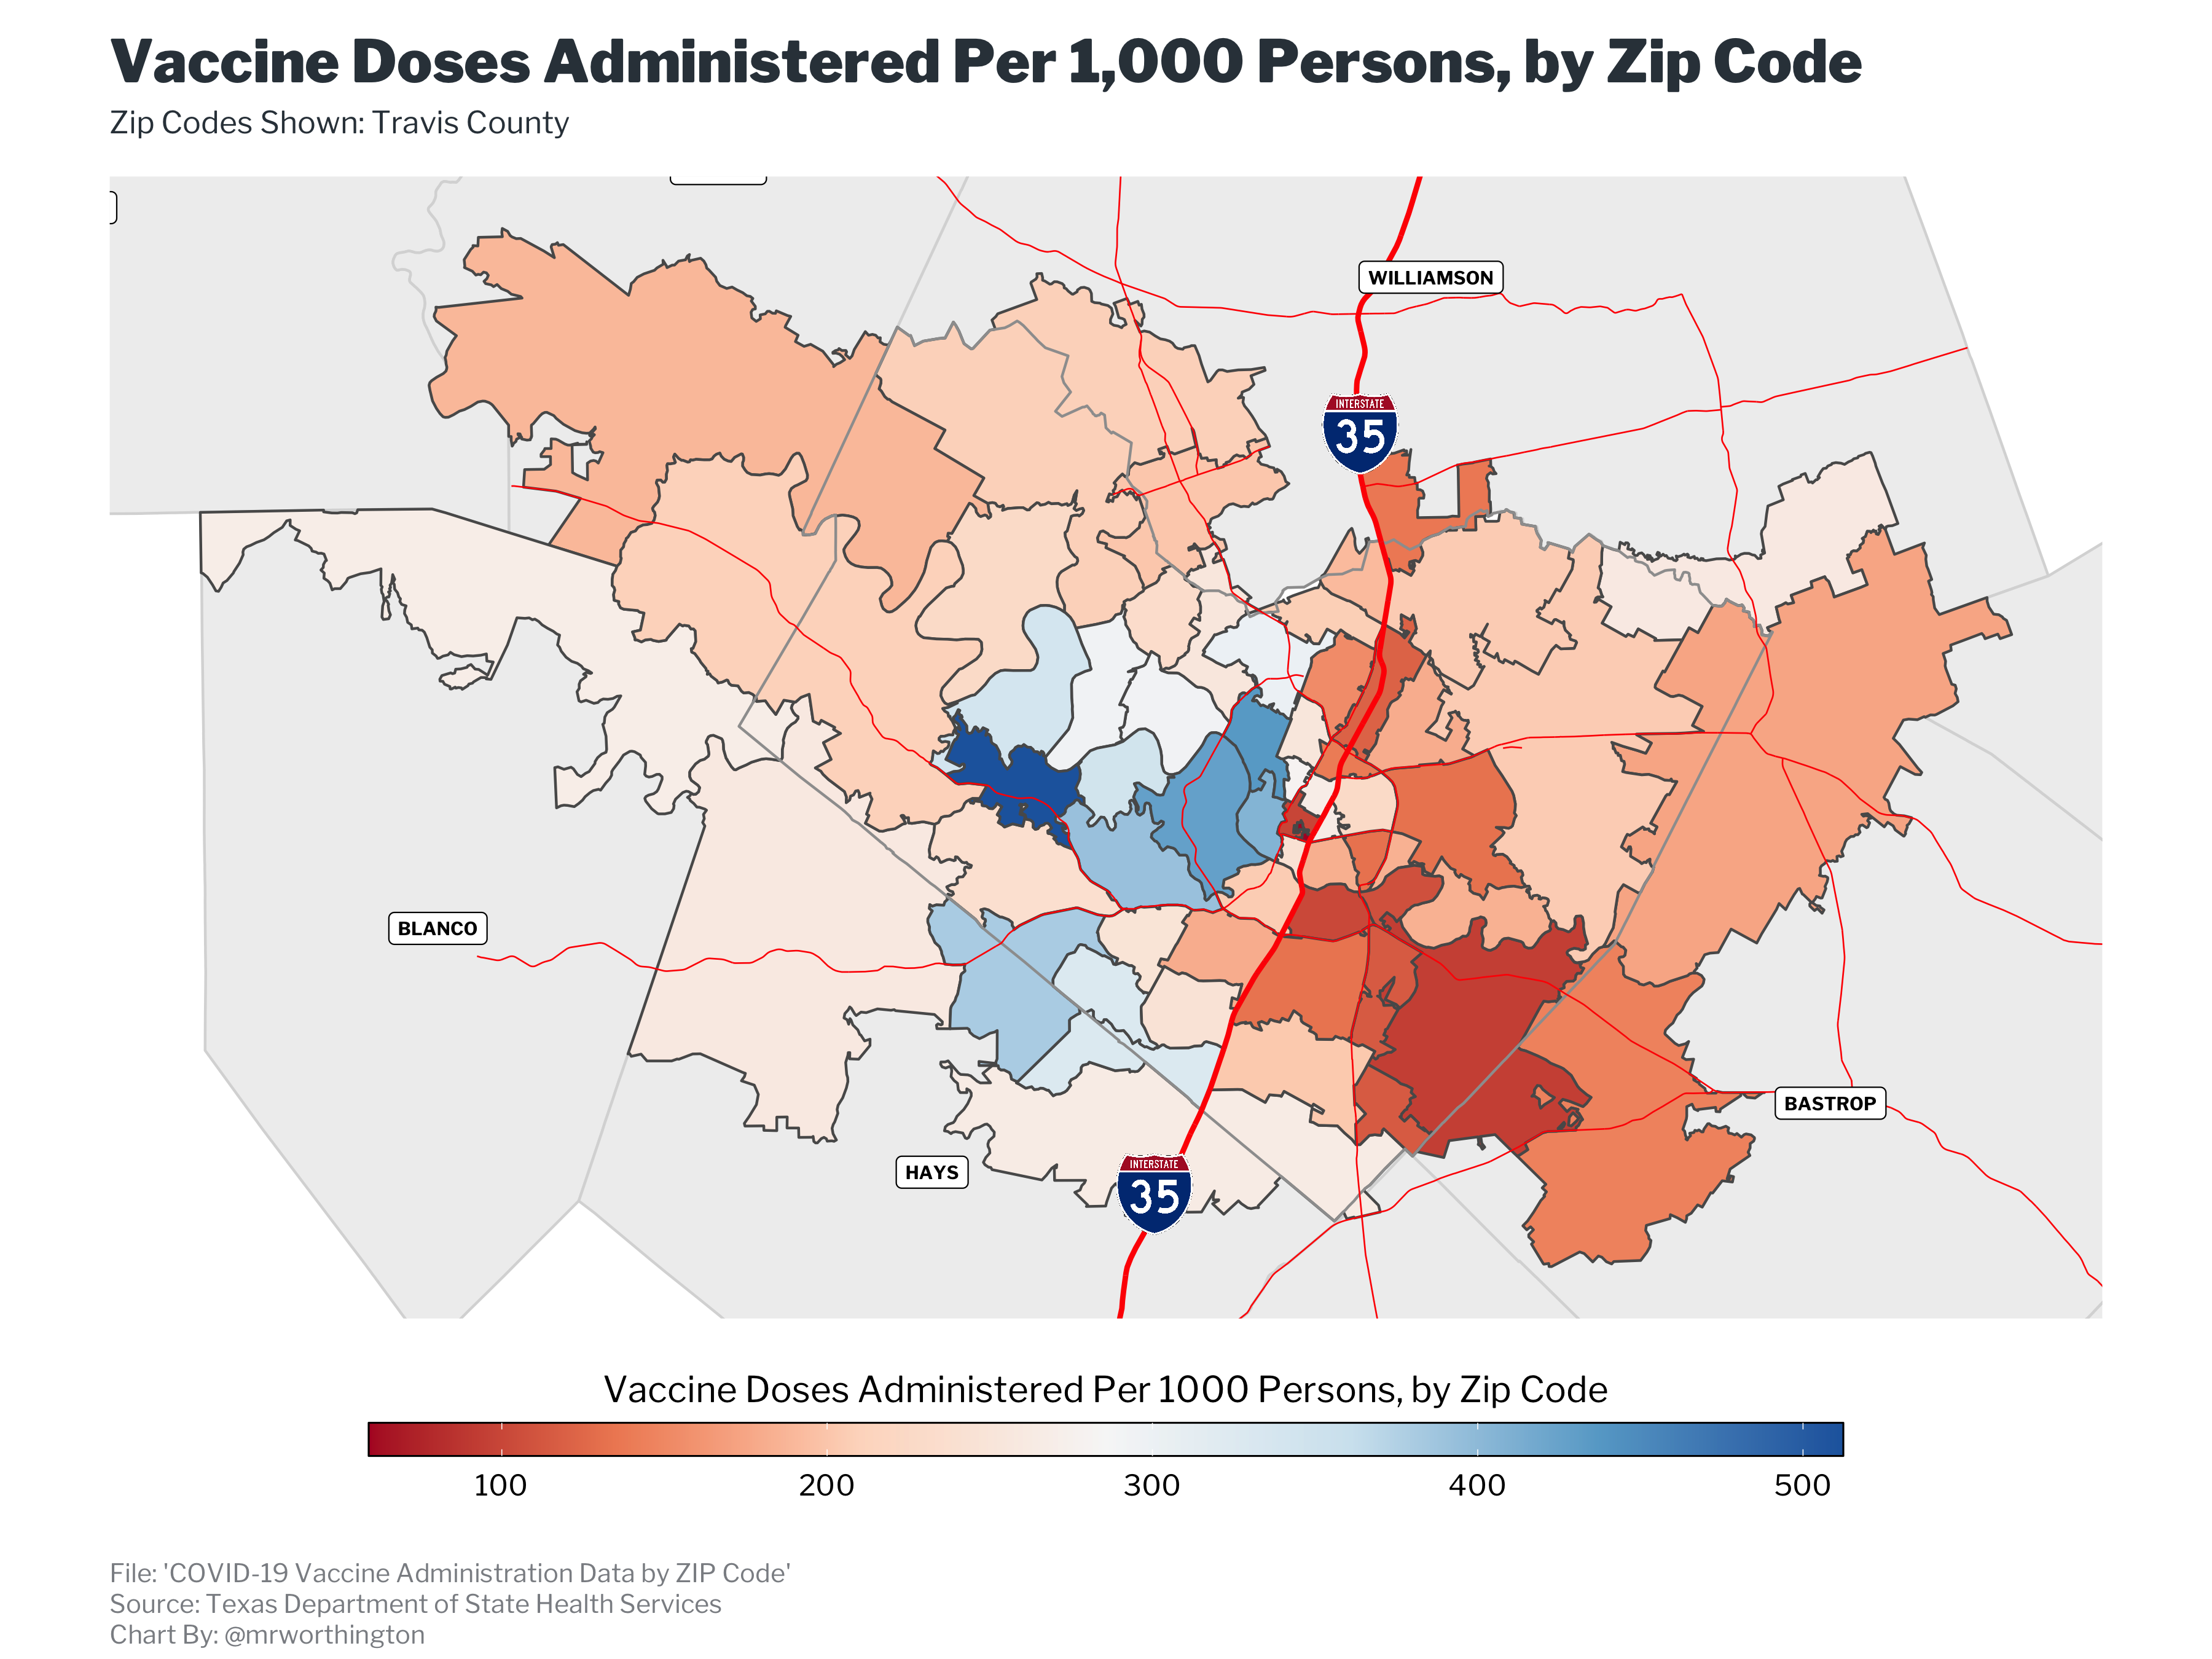 Vaccine Doses Administered Per 1,000 Persons, by Zip Code
Zip Codes Shown: Travis County
WILLIAMSON
INTERSTATE
35
BLANCO
BASTROP
HAYS
INTERSTATE
35
Vaccine Doses Administered Per 1000 Persons, by Zip Code
100 200 300 400 500
File: 'COVID-19 Vaccine Administration Data by ZIP Code'
Source: Texas Department of State Health Services
Chart By: @mrworthington